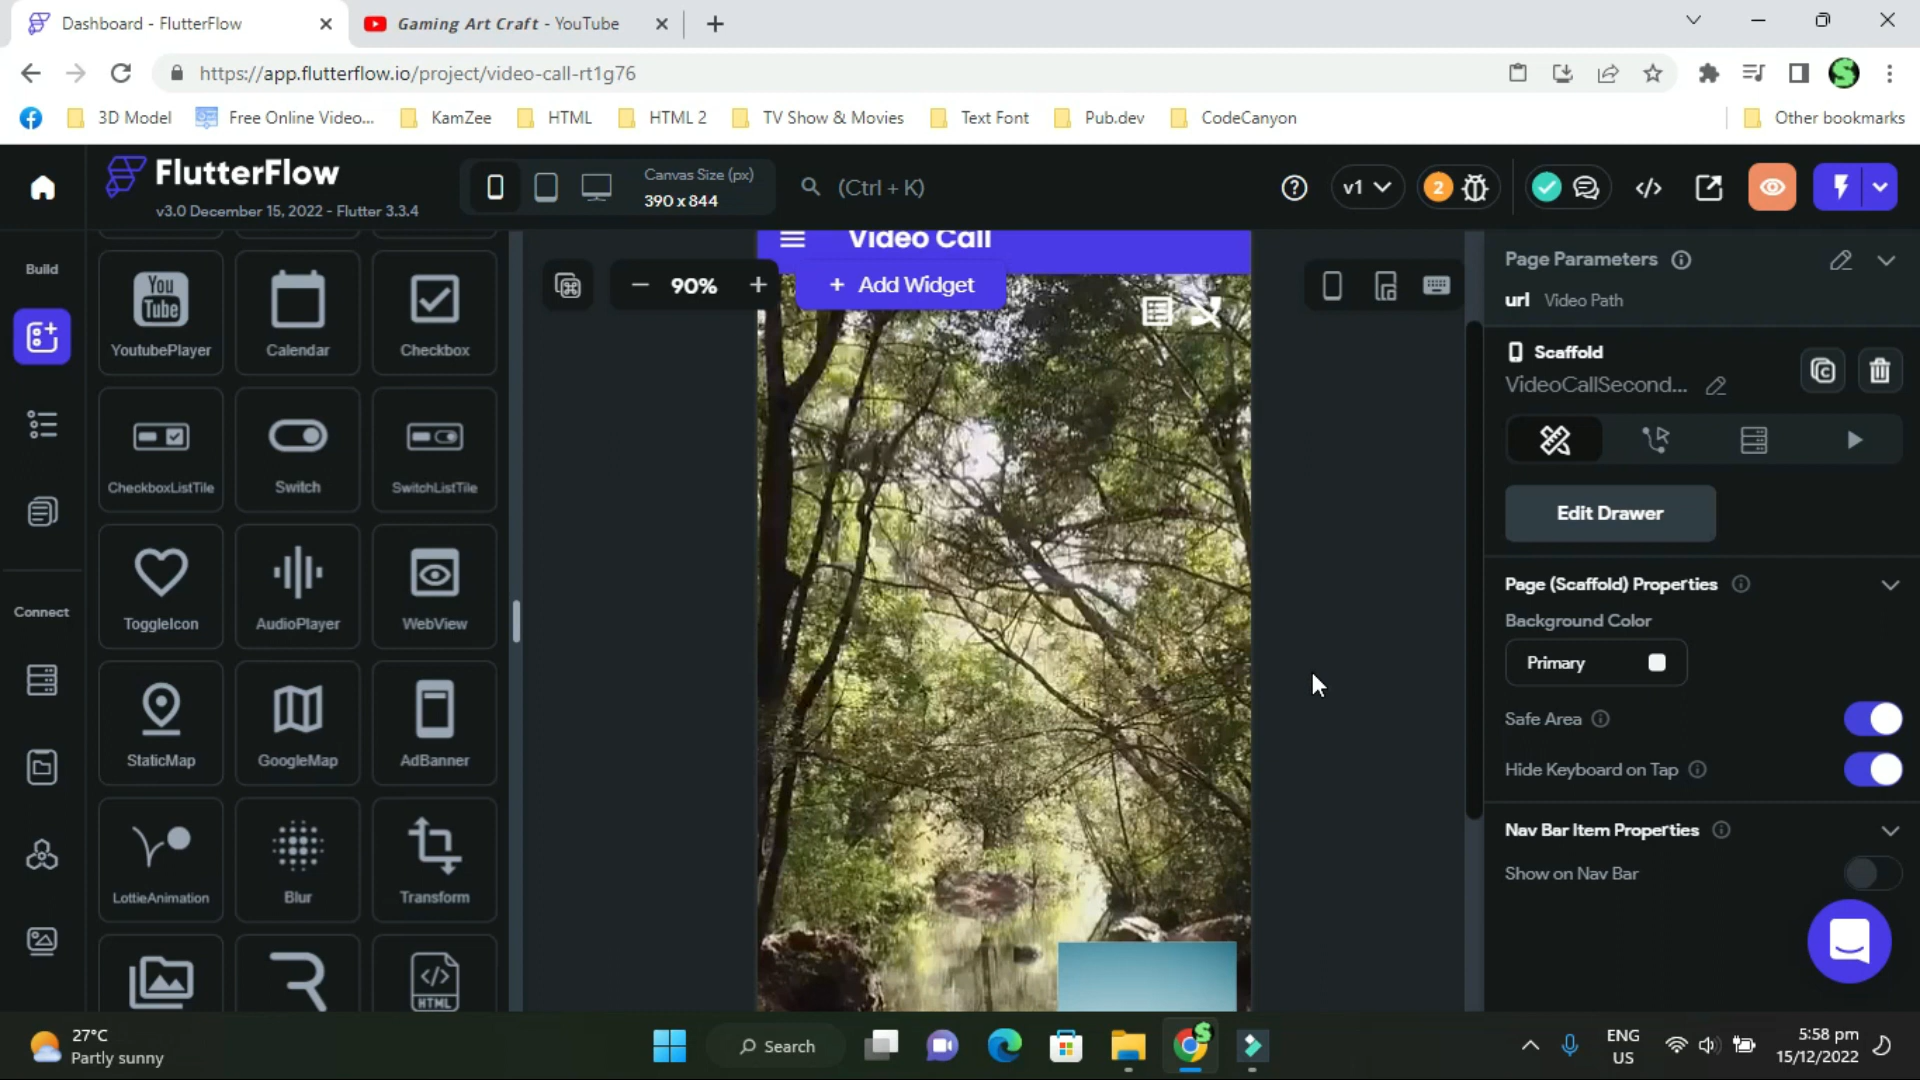 Dashboard - FlutterFlow
Gaming Art Craft - YouTube
https://app.flutterflow.io/project/video-call-rt1g76
3D Model
Free Online Video...
KamZee
HTML
HTML 2
TV Show & Movies
Text Font
Pub.dev
CodeCanyon
Other bookmarks
FlutterFlow
v3.0 December 15, 2022 - Flutter 3.3.4
Canvas Size (px)
390 x 844
(Ctrl + K)
v1
2
Build
Connect
You
Tube
YoutubePlayer
Calendar
Checkbox
CheckboxListTile
Switch
SwitchListTile
ToggleIcon
AudioPlayer
WebView
StaticMap
GoogleMap
AdBanner
LottieAnimation
Blur
Transform
HTML
90%
Video Call
+ Add Widget
Page Parameters
url Video Path
Scaffold
VideoCallSecond...
Edit Drawer
Page (Scaffold) Properties
Background Color
Primary
Safe Area
Hide Keyboard on Tap
Nav Bar Item Properties
Show on Nav Bar
27°C
Partly sunny
Search
ENG
US
5:58 pm
15/12/2022